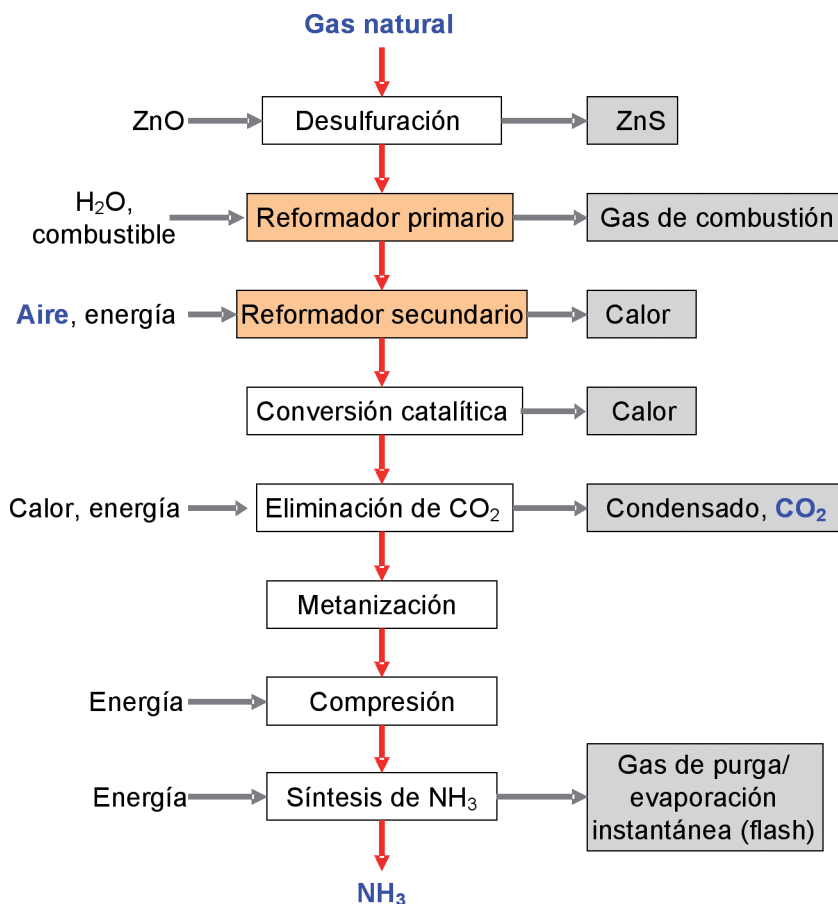 Gas natural
ZnO
Desulfuración
ZnS
H₂O,
combustible
Reformador primario
Gas de combustión
Aire, energía
Reformador secundario
Calor
Conversión catalítica
Calor
Calor, energía
Eliminación de CO₂
Condensado, CO₂
Metanización
Energía
Compresión
Energía
Síntesis de NH₃
Gas de purga/
evaporación
instantánea (flash)
NH₃